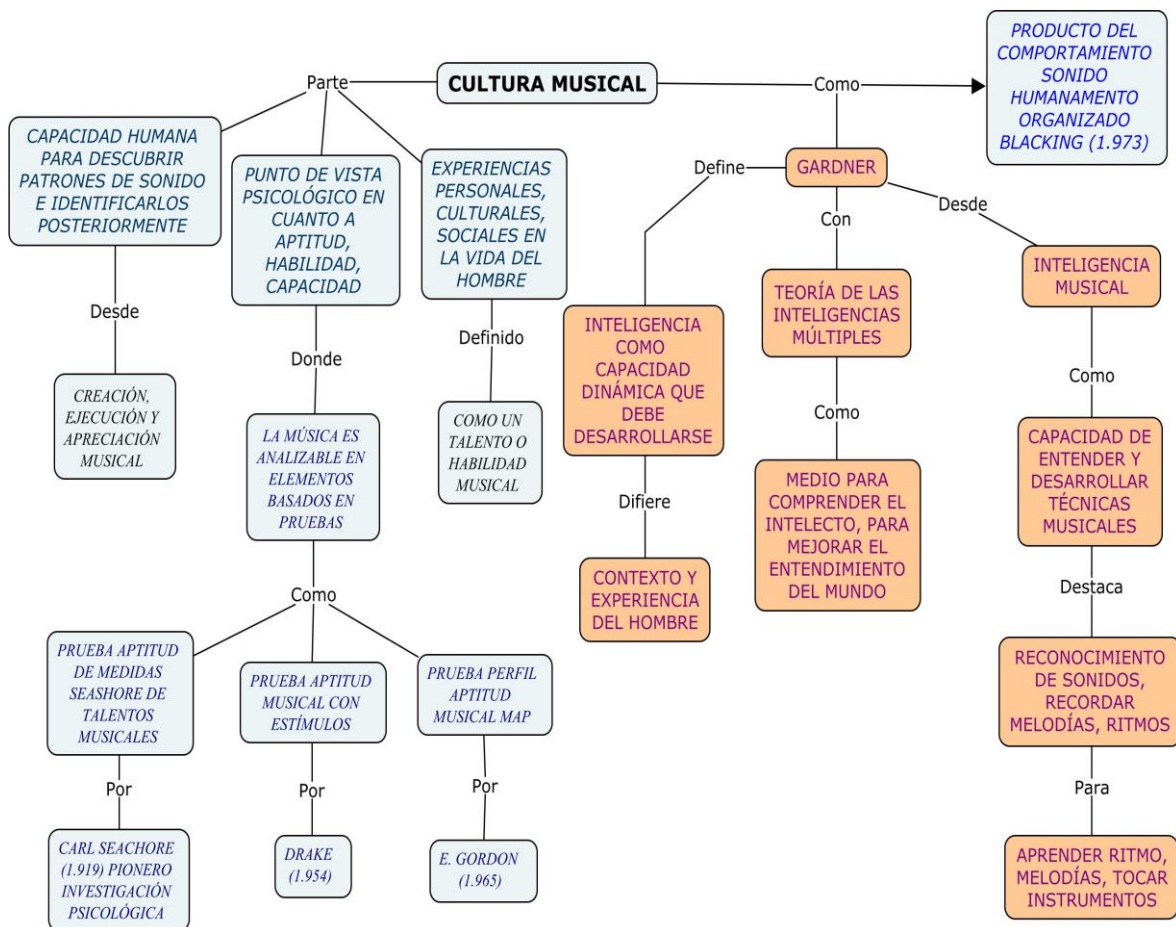 CULTURA MUSICAL
Parte
Como
PRODUCTO DEL
COMPORTAMIENTO
SONIDO
HUMANAMENTO
ORGANIZADO
BLACKING (1.973)
CAPACIDAD HUMANA
PARA DESCUBRIR
PATRONES DE SONIDO
E IDENTIFICARLOS
POSTERIORMENTE
Desde
CREACIÓN,
EJECUCIÓN Y
APRECIACIÓN
MUSICAL
PUNTO DE VISTA
PSICOLÓGICO EN
CUANTO A
APTITUD,
HABILIDAD,
CAPACIDAD
Donde
LA MÚSICA ES
ANALIZABLE EN
ELEMENTOS
BASADOS EN
PRUEBAS
Como
PRUEBA APTITUD
DE MEDIDAS
SEASHORE DE
TALENTOS
MUSICALES
Por
CARL SEACHORE
(1.919) PIONERO
INVESTIGACIÓN
PSICOLÓGICA
PRUEBA APTITUD
MUSICAL CON
ESTÍMULOS
Por
DRAKE
(1.954)
PRUEBA PERFIL
APTITUD
MUSICAL MAP
Por
E. GORDON
(1.965)
EXPERIENCIAS
PERSONALES,
CULTURALES,
SOCIALES EN
LA VIDA DEL
HOMBRE
Definido
COMO UN
TALENTO O
HABILIDAD
MUSICAL
GARDNER
Define
INTELIGENCIA
COMO
CAPACIDAD
DINÁMICA QUE
DEBE
DESARROLLARSE
Difiere
CONTEXTO Y
EXPERIENCIA
DEL HOMBRE
Con
TEORÍA DE LAS
INTELIGENCIAS
MÚLTIPLES
Como
MEDIO PARA
COMPRENDER EL
INTELECTO, PARA
MEJORAR EL
ENTENDIMIENTO
DEL MUNDO
Desde
INTELIGENCIA
MUSICAL
Como
CAPACIDAD DE
ENTENDER Y
DESARROLLAR
TÉCNICAS
MUSICALES
Destaca
RECONOCIMIENTO
DE SONIDOS,
RECORDAR
MELODÍAS, RITMOS
Para
APRENDER RITMO,
MELODÍAS, TOCAR
INSTRUMENTOS